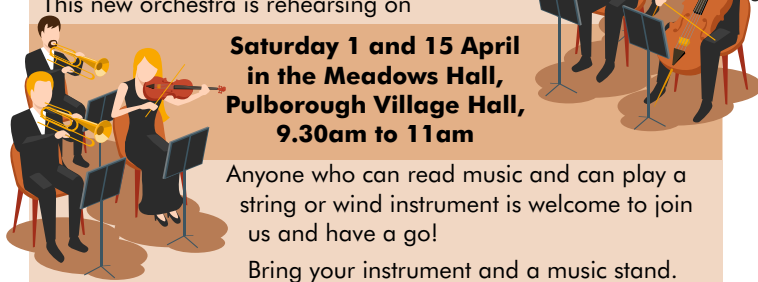 This new orchestra is rehearsing on
Saturday 1 and 15 April
in the Meadows Hall,
Pulborough Village Hall,
9.30am to 11am
Anyone who can read music and can play a
string or wind instrument is welcome to join
us and have a go!
Bring your instrument and a music stand.